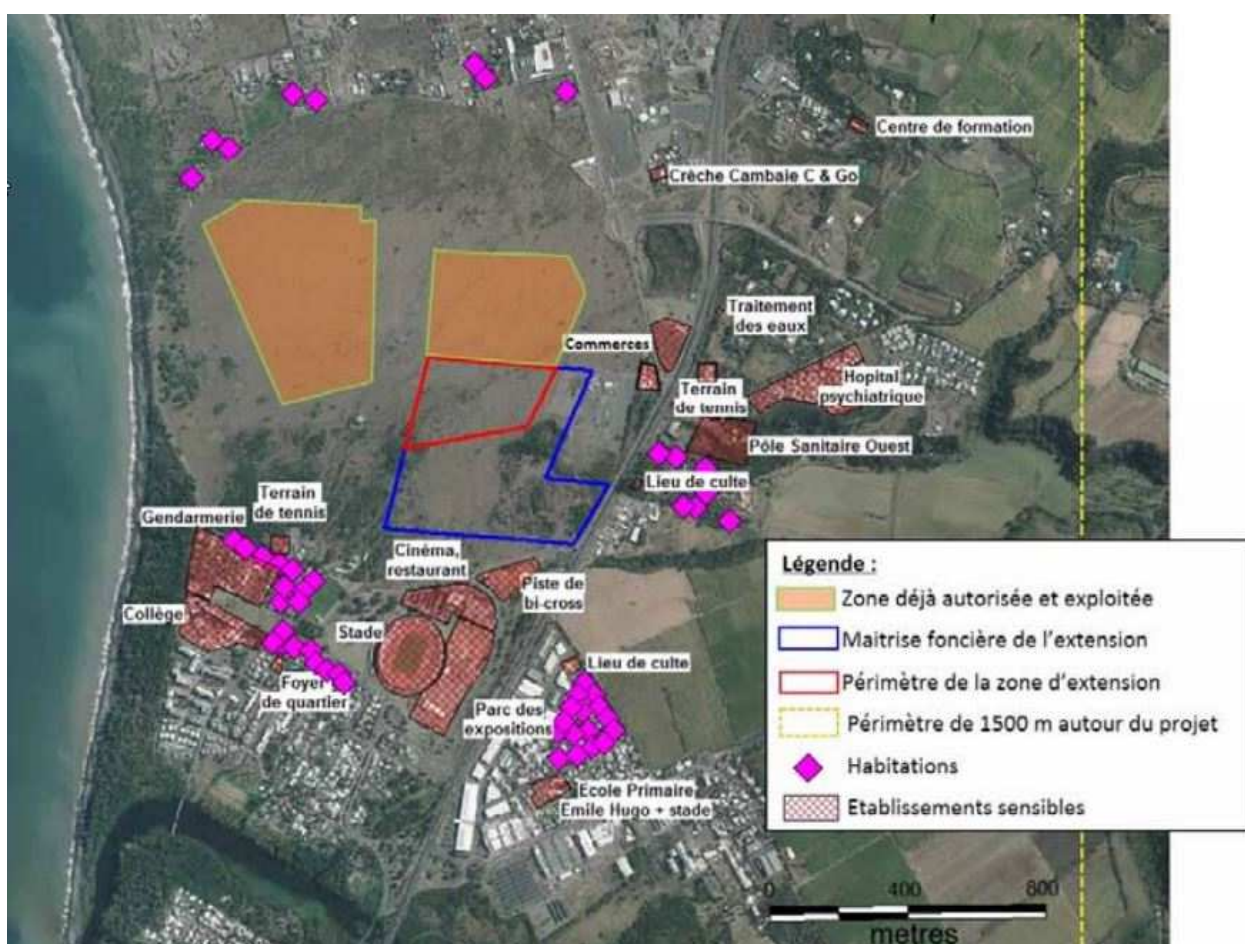 Centre de formation
Crèche Cambaie C & Go
Traitement
des eaux
Commerces
Hopital
psychiatrique
Terrain
de tennis
Pôle Sanitaire Ouest
Lieu de culte
Terrain
de tennis
Gendarmerie
Cinéma,
restaurant
Piste de
bi-cross
Collège
Stade
Lieu de culte
Foyer
de quartier
Parc des
expositions
Ecole Primaire
Emile Hugo + stade
Légende :
Zone déjà autorisée et exploitée
Maitrise foncière de l'extension
Périmètre de la zone d'extension
Périmètre de 1500 m autour du projet
Habitations
Etablissements sensibles
0 400 800
metres